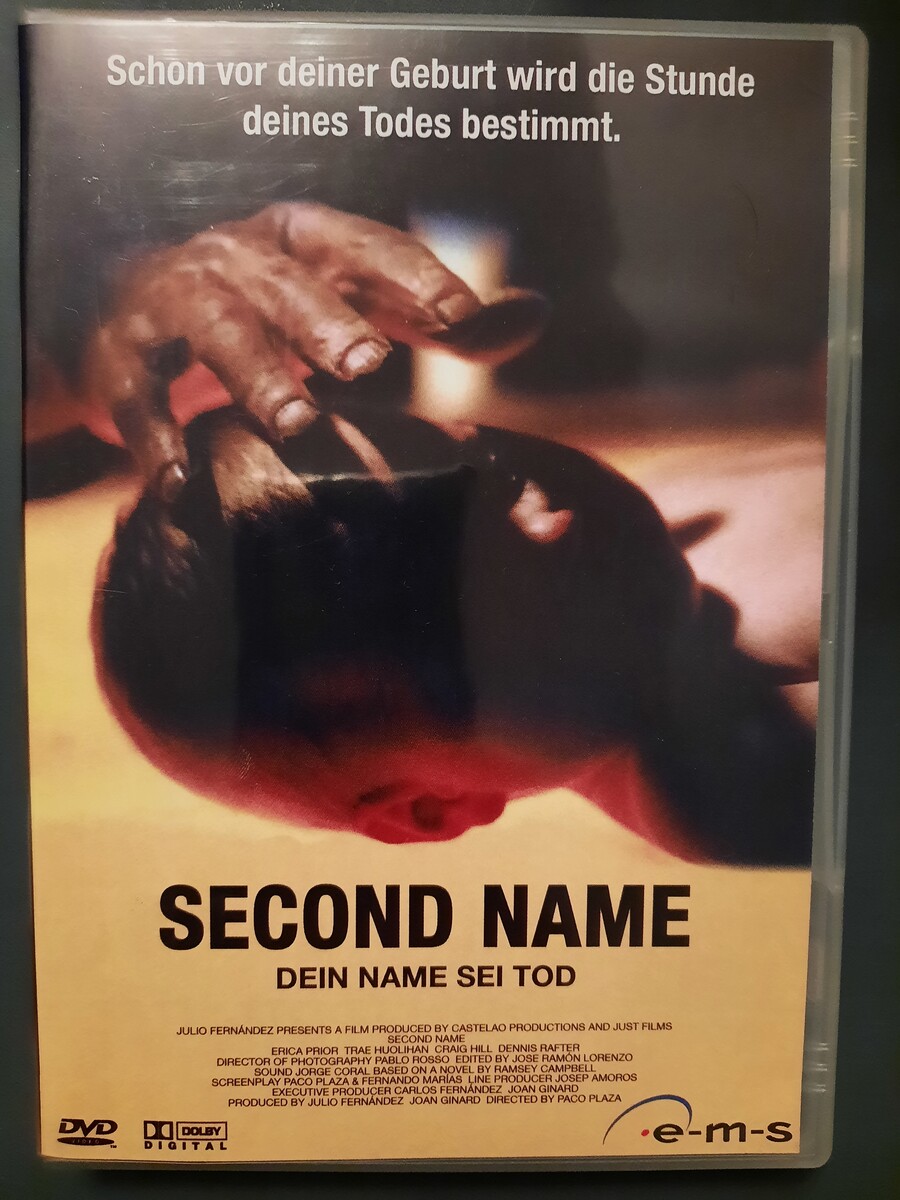 Schon vor deiner Geburt wird die Stunde
deines Todes bestimmt.
SECOND NAME
DEIN NAME SEI TOD
JULIO FERNÁNDEZ PRESENTS A FILM PRODUCED BY CASTELAO PRODUCTIONS AND JUST FILMS
SECOND NAME
ERICA PRIOR TRAE HUOLIHAN CRAIG HILL DENNIS RAFTER
DIRECTOR OF PHOTOGRAPHY PABLO ROSSO EDITED BY JOSE RAMÓN LORENZO
SOUND JORGE CORAL BASED ON A NOVEL BY RAMSEY CAMPBELL
SCREENPLAY PACO PLAZA & FERNANDO MARÍAS LINE PRODUCER JOSEP AMOROS
EXECUTIVE PRODUCER CARLOS FERNÁNDEZ JOAN GINARD
PRODUCED BY JULIO FERNÁNDEZ JOAN GINARD DIRECTED BY PACO PLAZA
DVD
VIDEO
DOLBY
DIGITAL
e-m-s